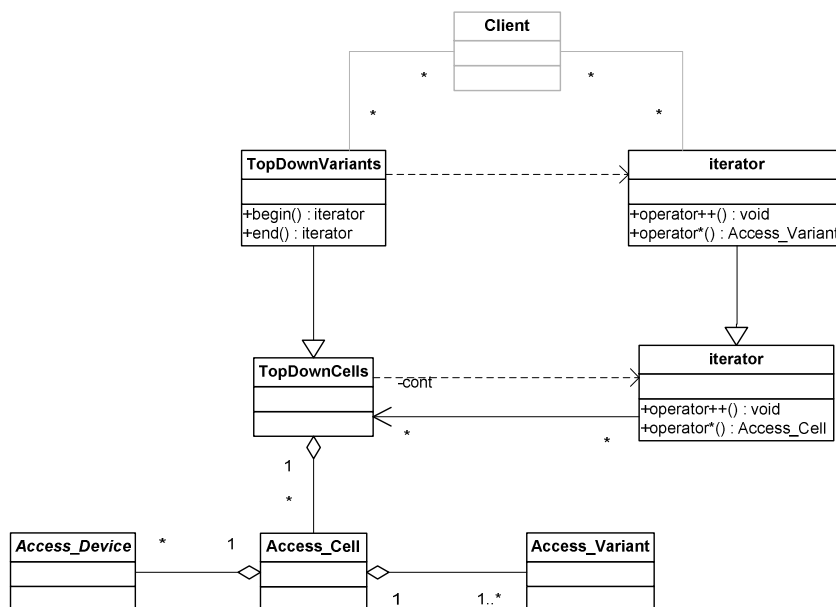 Client
*
*
*
*
TopDownVariants
iterator
+begin() : iterator
+end() : iterator
+operator++() : void
+operator*() : Access_Variant
TopDownCells
iterator
-cont
+operator++() : void
+operator*() : Access_Cell
*
*
1
*
Access_Device
*
1
Access_Cell
Access_Variant
1
1..*